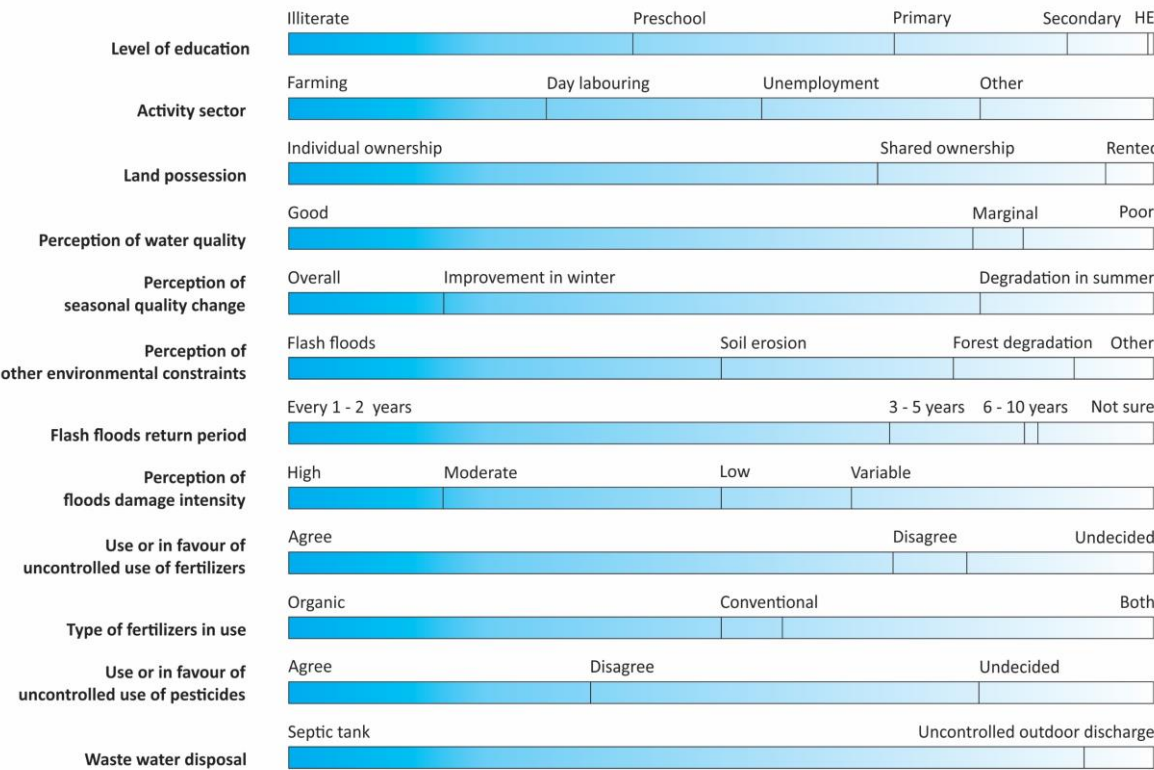 Illiterate Preschool Primary Secondary HE
Level of education
Farming Day labouring Unemployment Other
Activity sector
Individual ownership Shared ownership Rented
Land possession
Good Marginal Poor
Perception of water quality
Overall Improvement in winter Degradation in summer
Perception of
seasonal quality change
Flash floods Soil erosion Forest degradation Other
Perception of
other environmental constraints
Every 1 - 2 years 3 - 5 years 6 - 10 years Not sure
Flash floods return period
High Moderate Low Variable
Perception of
floods damage intensity
Agree Disagree Undecided
Use or in favour of
uncontrolled use of fertilizers
Organic Conventional Both
Type of fertilizers in use
Agree Disagree Undecided
Use or in favour of
uncontrolled use of pesticides
Septic tank Uncontrolled outdoor discharge
Waste water disposal